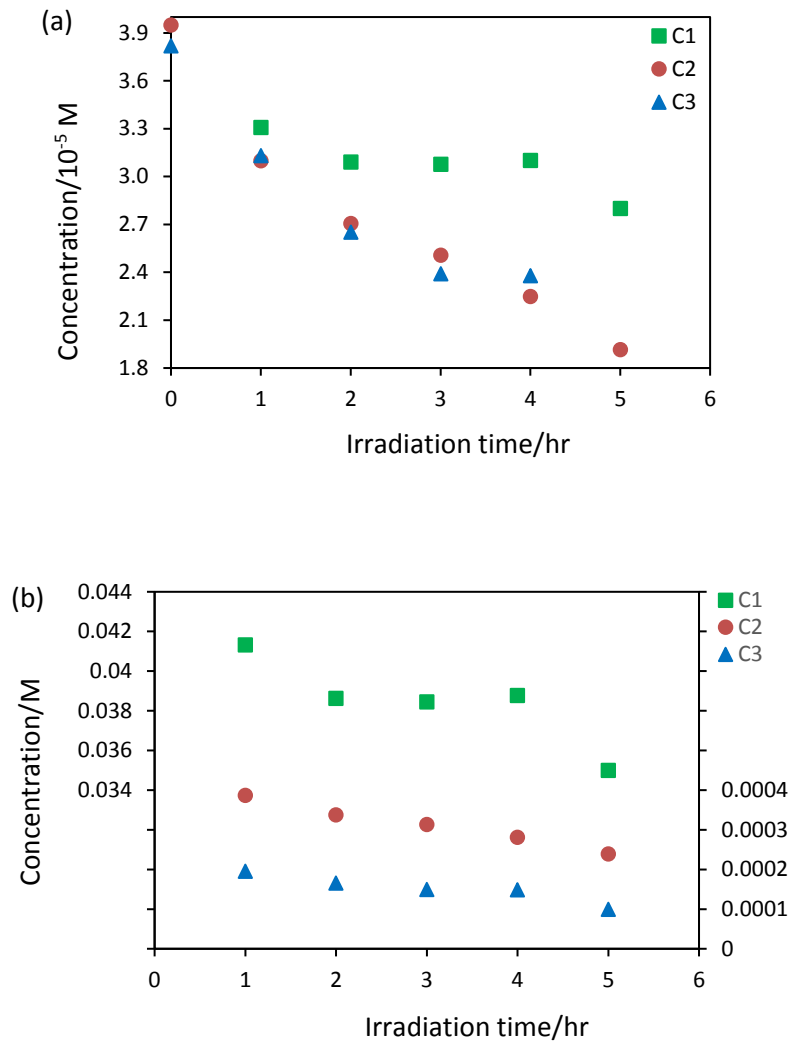 (a)
3.9
3.6
3.3
3.0
2.7
2.4
2.1
1.8
Concentration/10⁻⁵ M
C1
C2
C3
0 1 2 3 4 5 6
Irradiation time/hr
(b)
0.044
0.042
0.04
0.038
0.036
0.034
Concentration/M
C1
C2
C3
0.0004
0.0003
0.0002
0.0001
0
0 1 2 3 4 5 6
Irradiation time/hr